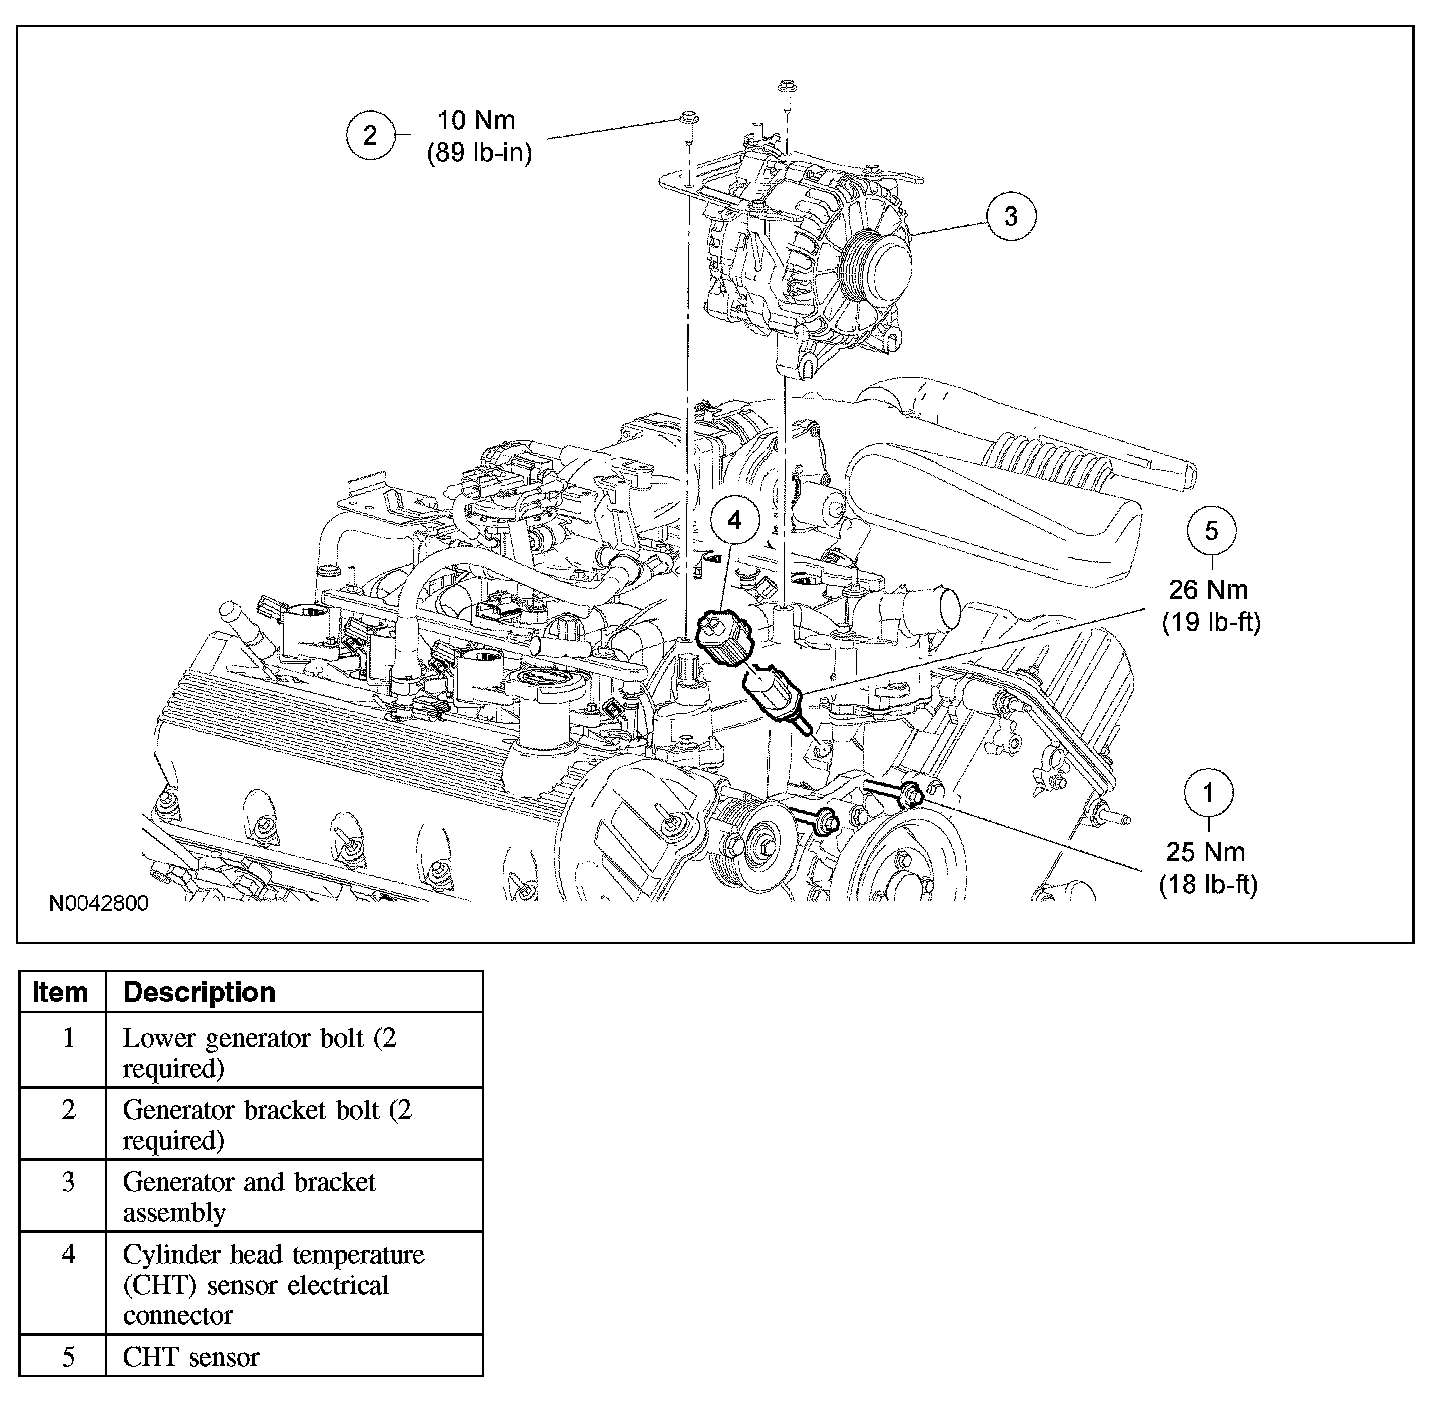 2
10 Nm
(89 lb-in)
3
4
5
26 Nm
(19 lb-ft)
1
25 Nm
(18 lb-ft)
N0042800
Item Description
1 Lower generator bolt (2
required)
2 Generator bracket bolt (2
required)
3 Generator and bracket
assembly
4 Cylinder head temperature
(CHT) sensor electrical
connector
5 CHT sensor